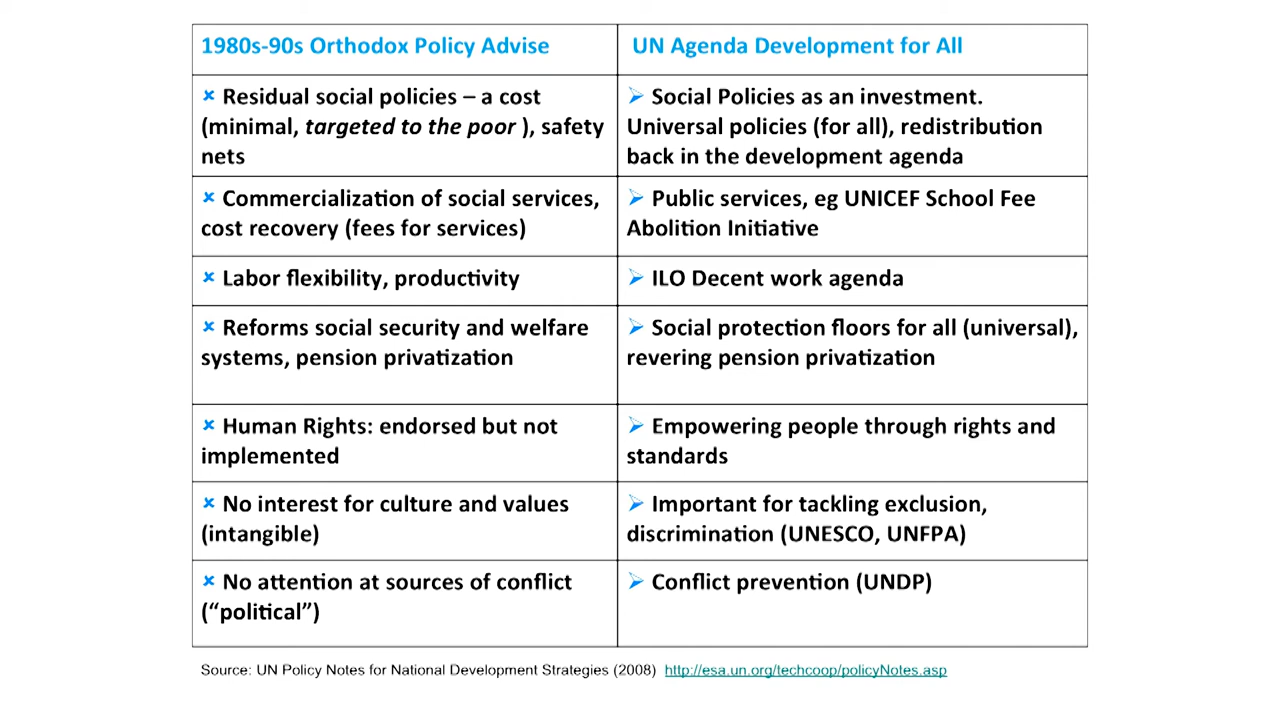 1980s-90s Orthodox Policy Advise
UN Agenda Development for All
× Residual social policies – a cost
(minimal, targeted to the poor ), safety
nets
➢ Social Policies as an investment.
Universal policies (for all), redistribution
back in the development agenda
× Commercialization of social services,
cost recovery (fees for services)
➢ Public services, eg UNICEF School Fee
Abolition Initiative
× Labor flexibility, productivity
➢ ILO Decent work agenda
× Reforms social security and welfare
systems, pension privatization
➢ Social protection floors for all (universal),
revering pension privatization
× Human Rights: endorsed but not
implemented
➢ Empowering people through rights and
standards
× No interest for culture and values
(intangible)
➢ Important for tackling exclusion,
discrimination (UNESCO, UNFPA)
× No attention at sources of conflict
(“political”)
➢ Conflict prevention (UNDP)
Source: UN Policy Notes for National Development Strategies (2008) http://esa.un.org/techcoop/policyNotes.asp